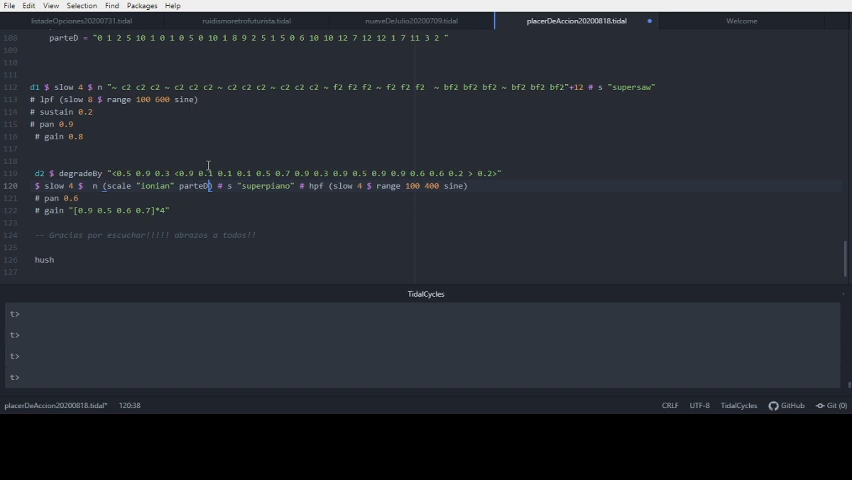 File Edit View Selection Find Packages Help
listadeOpciones20200731.tidal ruidismoretrofuturista.tidal nueveDeJulio20200709.tidal placerDeAccion20200818.tidal Welcome
108 parteD = "0 1 2 5 10 1 0 1 0 5 0 10 1 8 9 2 5 1 5 0 6 10 10 12 7 12 12 1 7 11 3 2 "
109
110
111
112 d1 $ slow 4 $ n "~ c2 c2 c2 ~ c2 c2 c2 ~ c2 c2 c2 ~ c2 c2 c2 ~ f2 f2 f2 ~ f2 f2 f2 ~ bf2 bf2 bf2 ~ bf2 bf2 bf2"+12 # s "supersaw"
113 # lpf (slow 8 $ range 100 600 sine)
114 # sustain 0.2
115 # pan 0.9
116 # gain 0.8
117
118
119 d2 $ degradeBy "<0.5 0.9 0.3 <0.9 0.1 0.1 0.1 0.5 0.7 0.9 0.3 0.9 0.5 0.9 0.9 0.6 0.6 0.2 > 0.2>"
120 $ slow 4 $ n (scale "ionian" parteD) # s "superpiano" # hpf (slow 4 $ range 100 400 sine)
121 # pan 0.6
122 # gain "[0.9 0.5 0.6 0.7]*4"
123
124 -- Gracias por escuchar!!!!! abrazos a todos!!
125
126 hush
127
TidalCycles
t>
t>
t>
t>
placerDeAccion20200818.tidal* 120:38 CRLF UTF-8 TidalCycles GitHub Git (0)